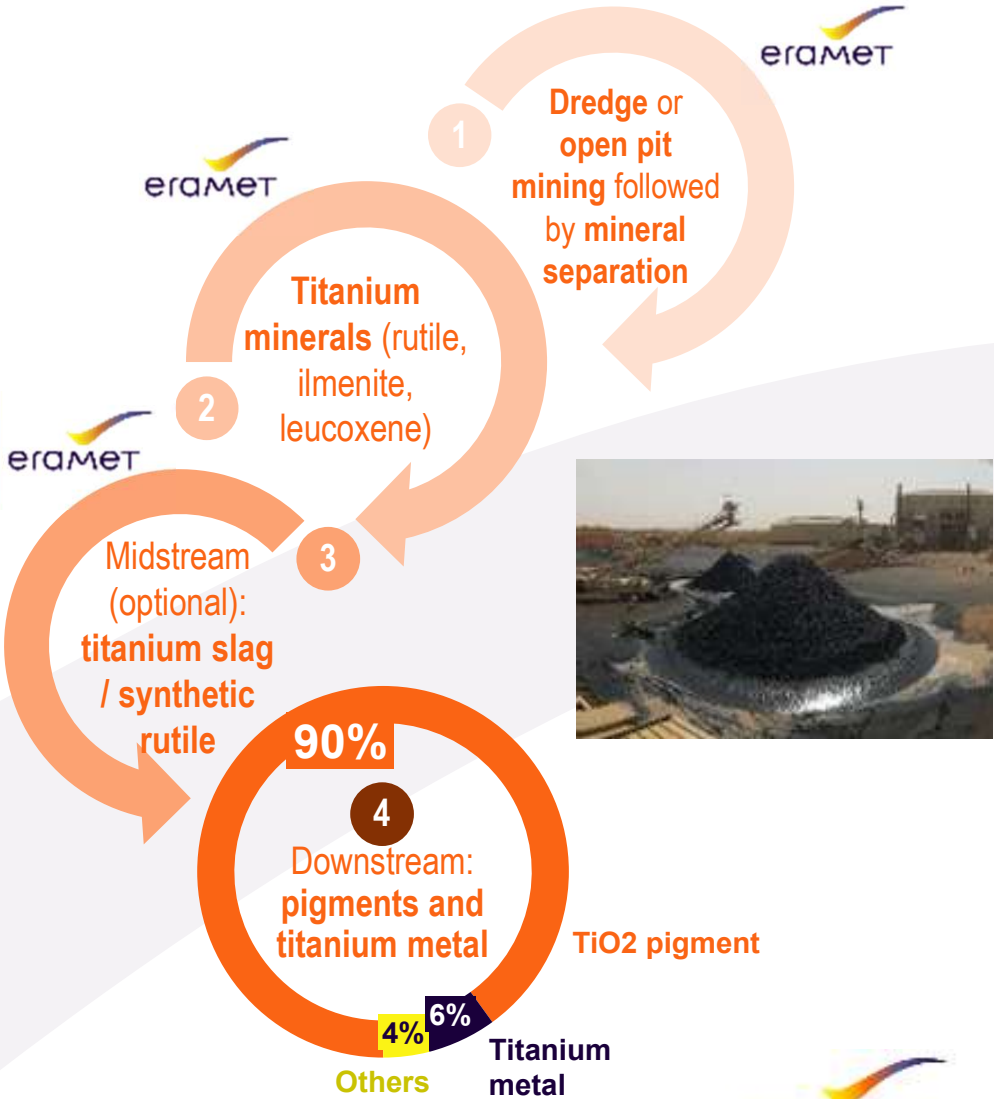 eramet
1
Dredge or
open pit
mining followed
by mineral
separation
eramet
Titanium
minerals (rutile,
ilmenite,
leucoxene)
2
eramet
3
Midstream
(optional):
titanium slag
/ synthetic
rutile
90%
4
Downstream:
pigments and
titanium metal
TiO2 pigment
6%
4%
Titanium
metal
Others